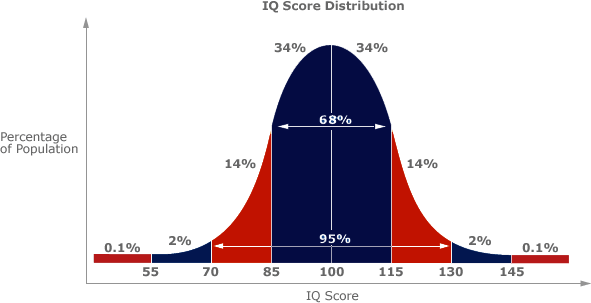 IQ Score Distribution
34% 34%
68%
Percentage
of Population
14% 14%
0.1% 2% 95% 2% 0.1%
55 70 85 100 115 130 145
IQ Score